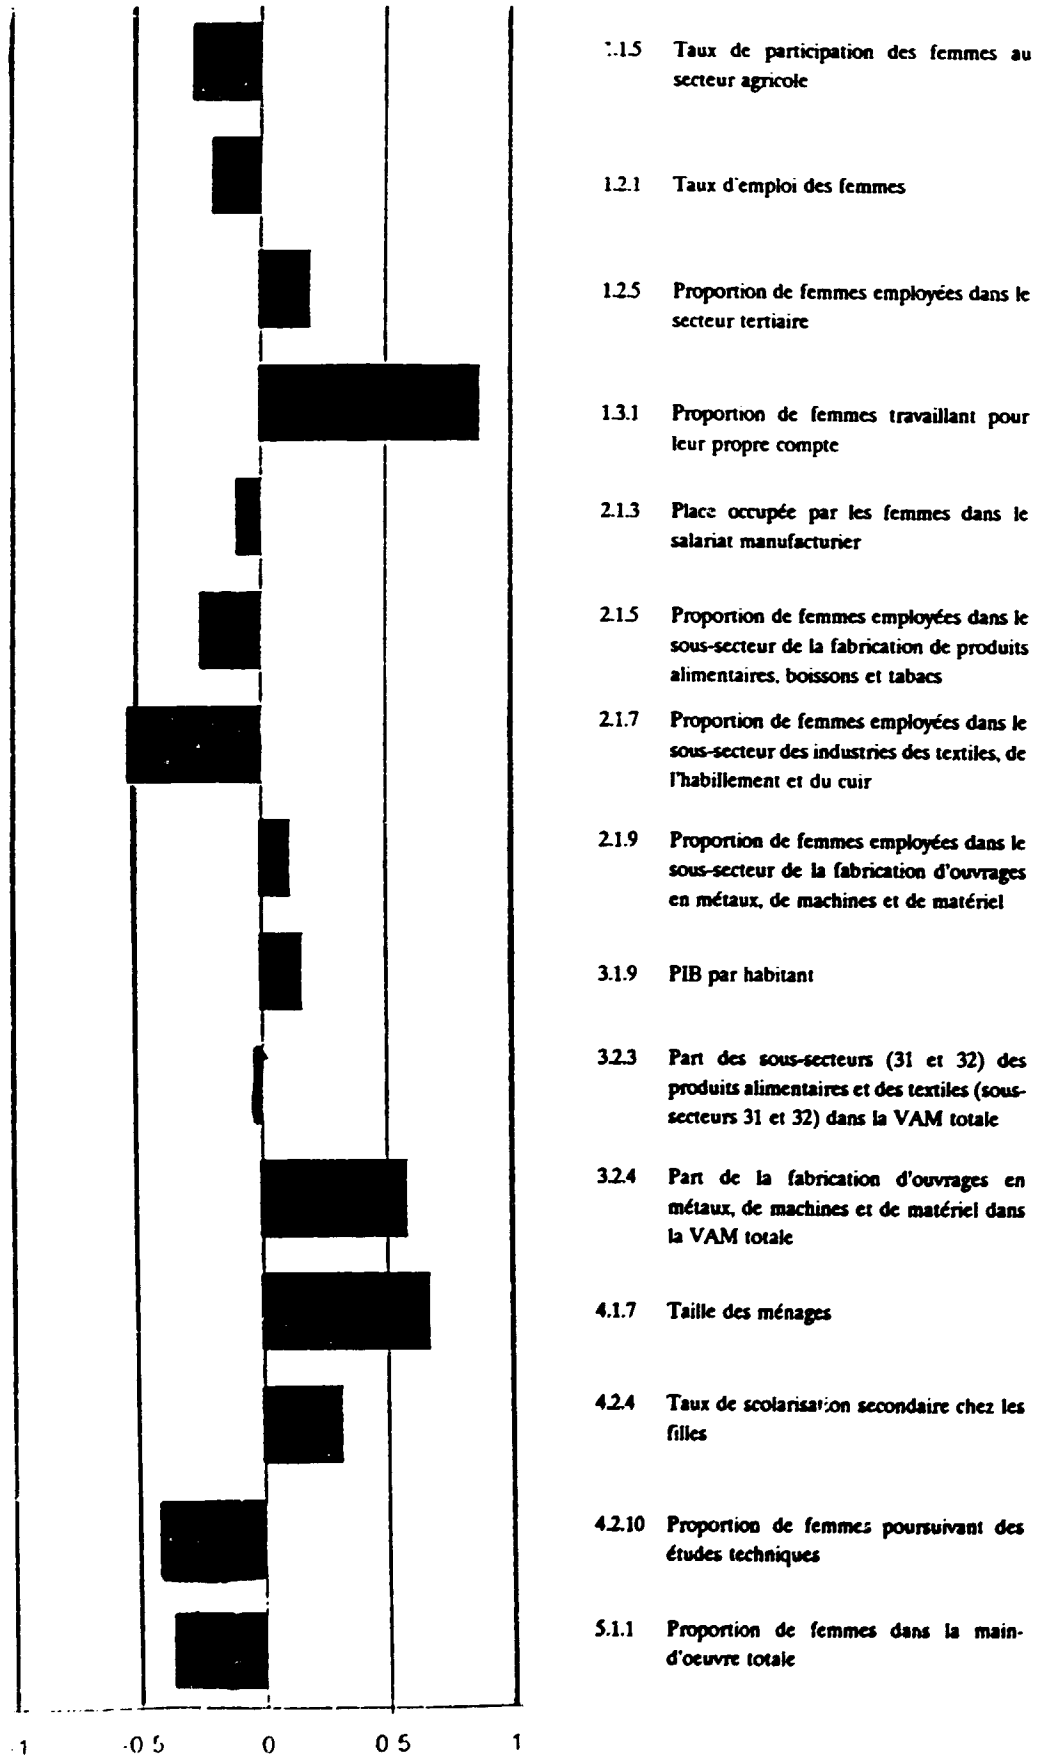 :.1.5 Taux de participation des femmes au
secteur agricole
1.2.1 Taux d'emploi des femmes
1.2.5 Proportion de femmes employées dans le
secteur tertiaire
1.3.1 Proportion de femmes travaillant pour
leur propre compte
2.1.3 Place occupée par les femmes dans le
salariat manufacturier
2.1.5 Proportion de femmes employées dans le
sous-secteur de la fabrication de produits
alimentaires, boissons et tabacs
2.1.7 Proportion de femmes employées dans le
sous-secteur des industries des textiles, de
l'habillement et du cuir
2.1.9 Proportion de femmes employées dans le
sous-secteur de la fabrication d'ouvrages
en métaux, de machines et de matériel
3.1.9 PIB par habitant
3.2.3 Part des sous-secteurs (31 et 32) des
produits alimentaires et des textiles (sous-
secteurs 31 et 32) dans la VAM totale
3.2.4 Part de la fabrication d'ouvrages en
métaux, de machines et de matériel dans
la VAM totale
4.1.7 Taille des ménages
4.2.4 Taux de scolarisation secondaire chez les
filles
4.2.10 Proportion de femmes poursuivant des
études techniques
5.1.1 Proportion de femmes dans la main-
d'oeuvre totale
-1 -0 5 0 0 5 1